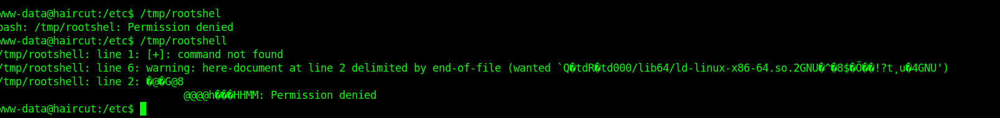 www-data@haircut:/etc$ /tmp/rootshel
bash: /tmp/rootshel: Permission denied
www-data@haircut:/etc$ /tmp/rootshell
/tmp/rootshell: line 1: [+]: command not found
/tmp/rootshell: line 6: warning: here-document at line 2 delimited by end-of-file (wanted `Q�tdR�td000/lib64/ld-linux-x86-64.so.2GNU�^�8$�Õ��!?t¸u�4GNU')
/tmp/rootshell: line 2: �@�G@8
@@@@h���HHMM: Permission denied
www-data@haircut:/etc$